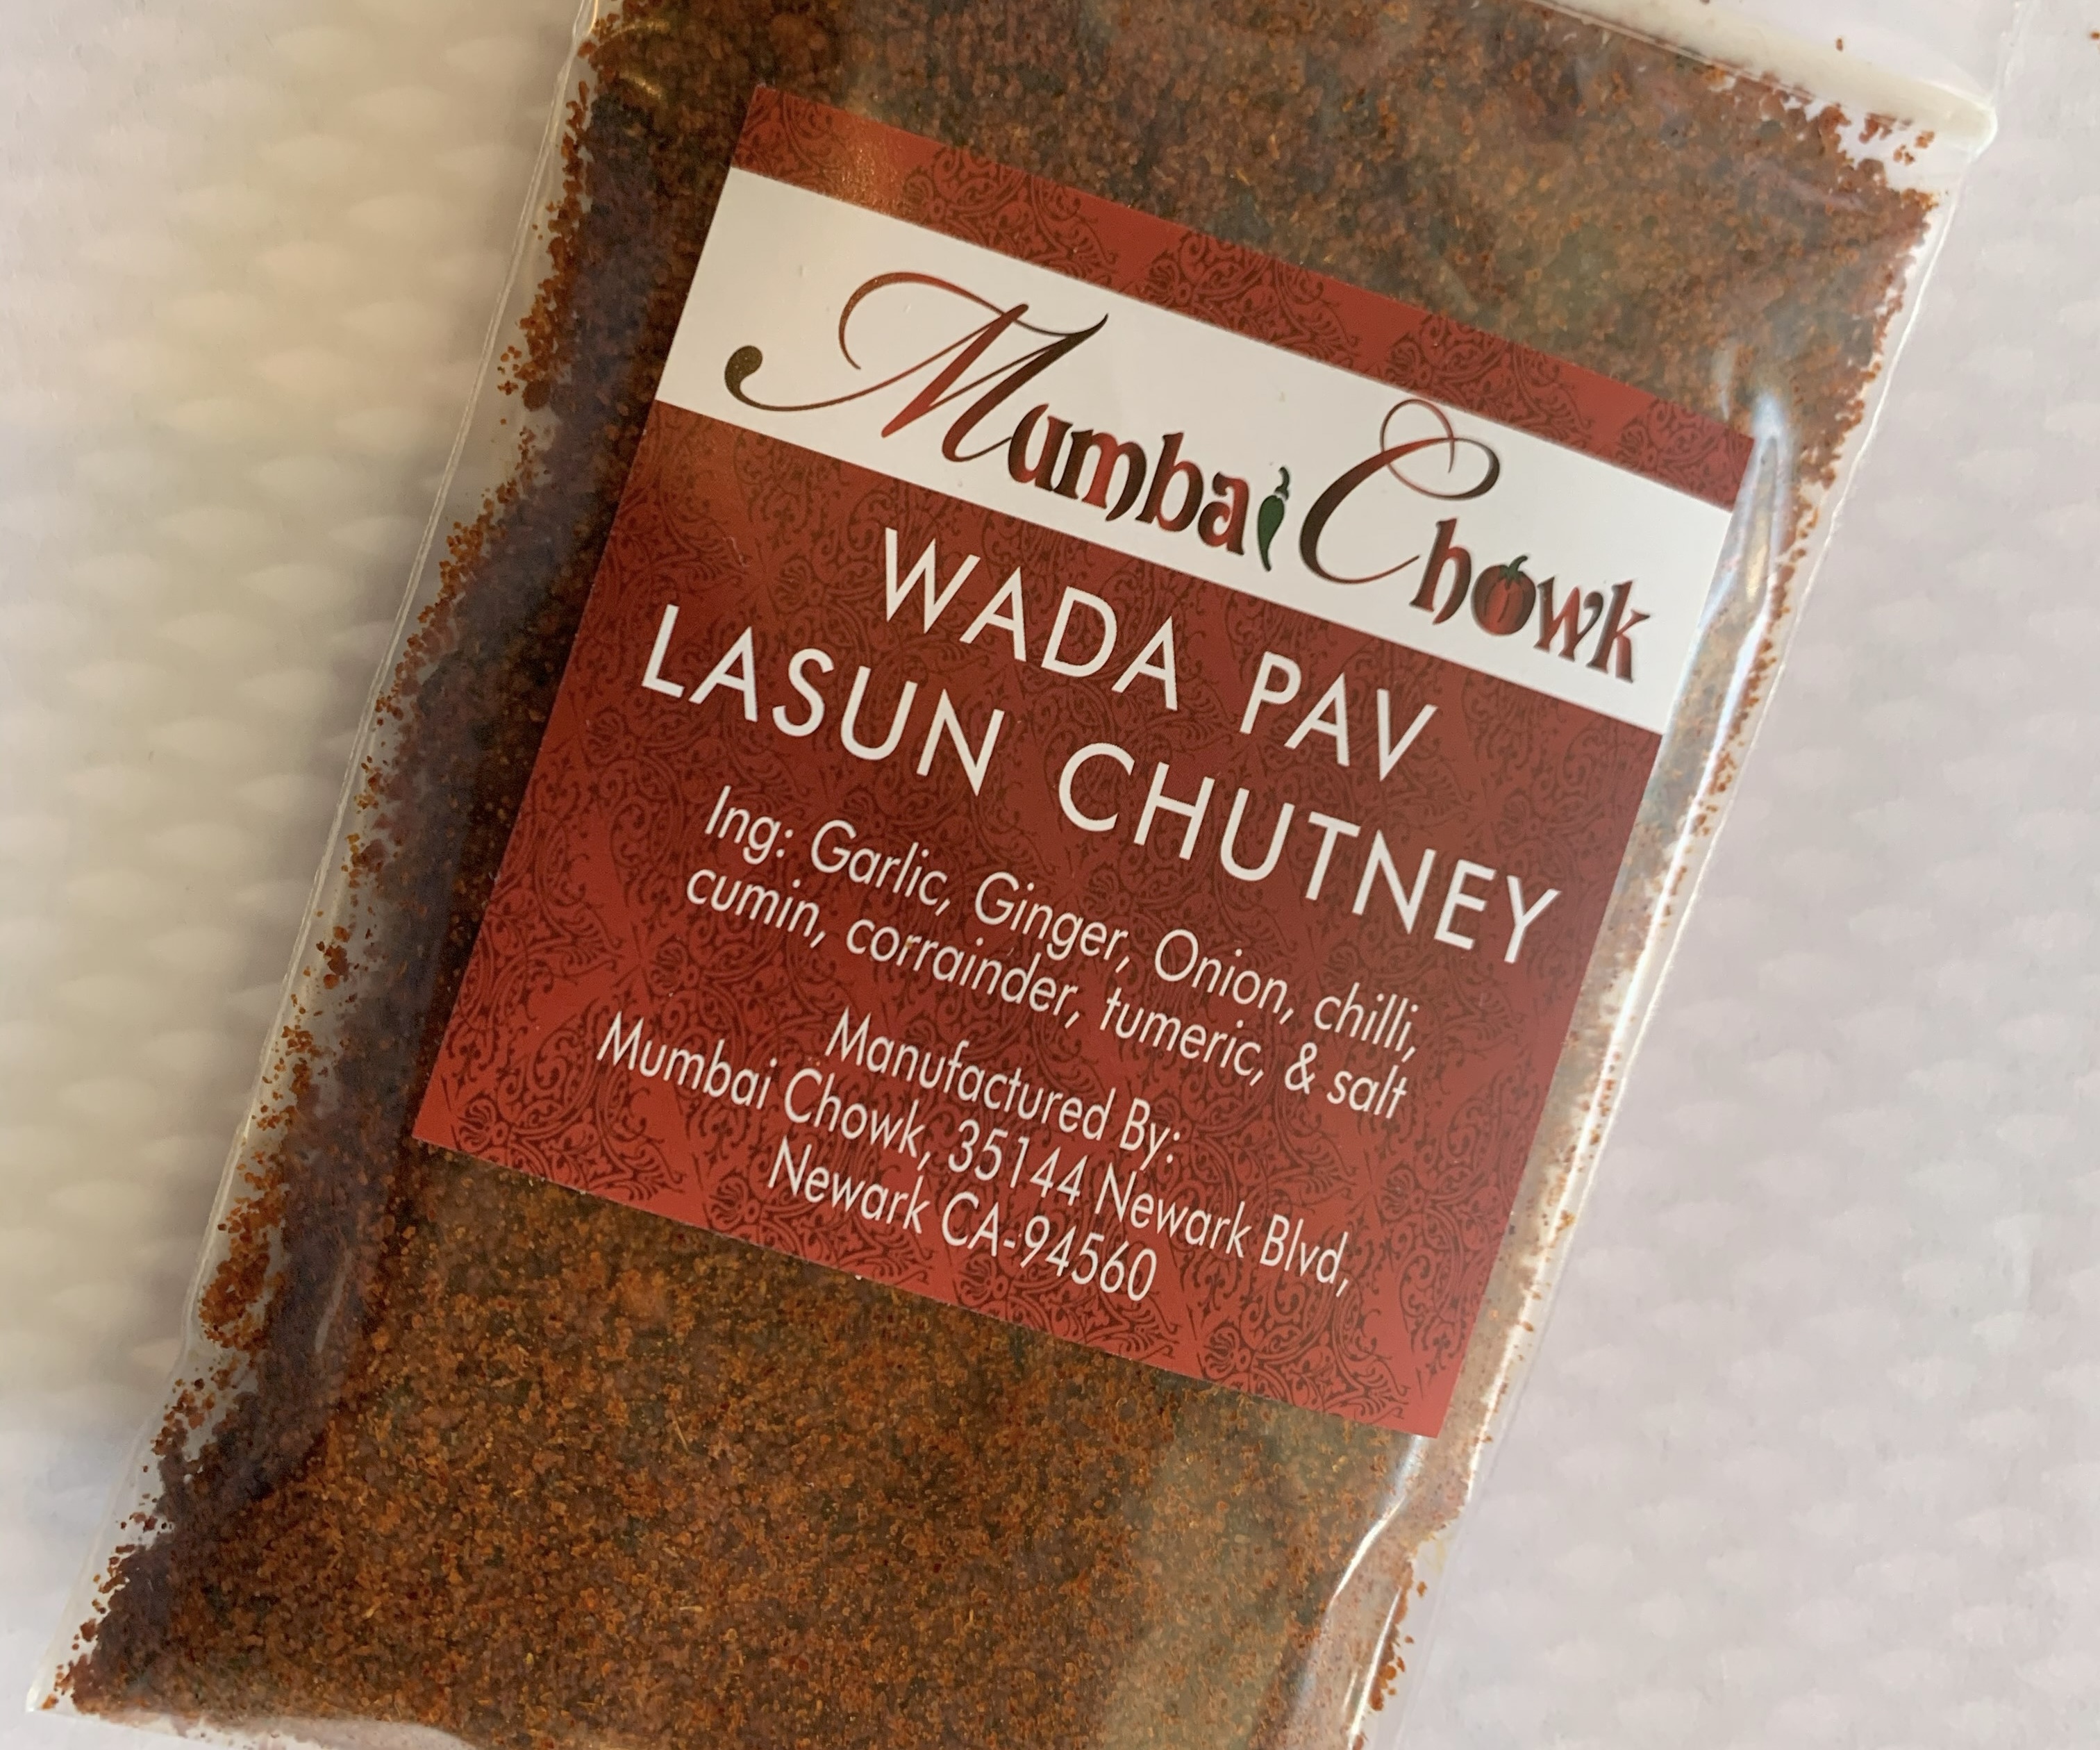 Mumbai Chowk
WADA PAV
LASUN CHUTNEY
Ing: Garlic, Ginger, Onion, chilli,
cumin, corrainder, tumeric, & salt
Manufactured By:
Mumbai Chowk, 35144 Newark Blvd,
Newark CA-94560